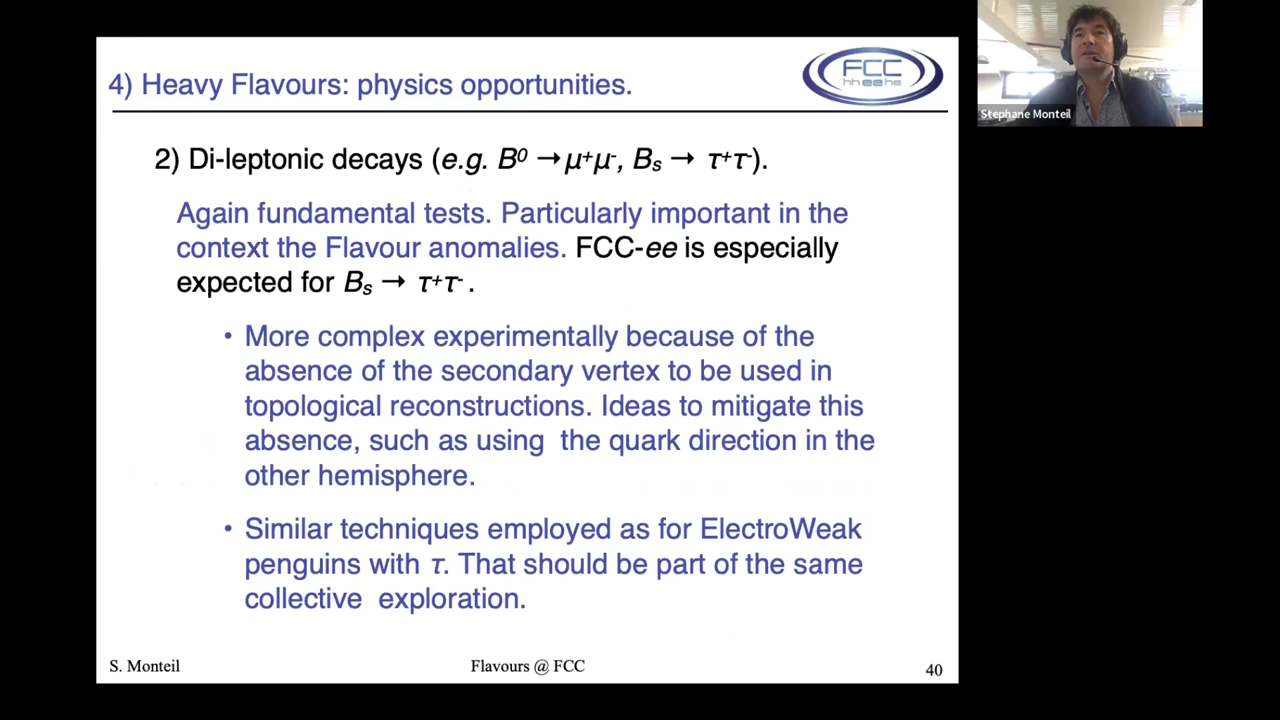 4) Heavy Flavours: physics opportunities.
FCC
hh ee he
Stephane Monteil
2) Di-leptonic decays (e.g. B⁰ → μ⁺μ⁻, Bₛ → τ⁺τ⁻).
Again fundamental tests. Particularly important in the
context the Flavour anomalies. FCC-ee is especially
expected for Bₛ → τ⁺τ⁻ .
• More complex experimentally because of the
absence of the secondary vertex to be used in
topological reconstructions. Ideas to mitigate this
absence, such as using the quark direction in the
other hemisphere.
• Similar techniques employed as for ElectroWeak
penguins with τ. That should be part of the same
collective exploration.
S. Monteil
Flavours @ FCC
40